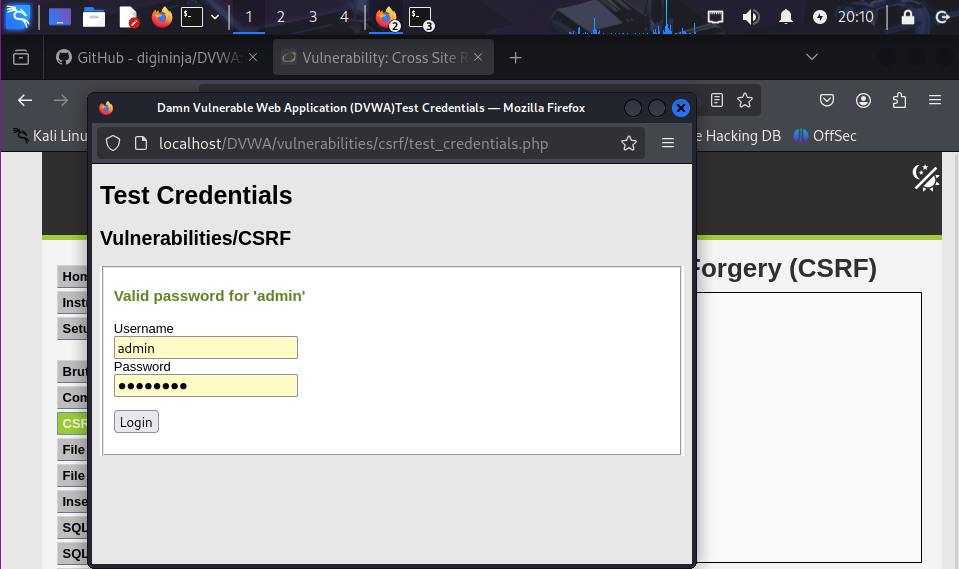 1 2 3 4 2 3 20:10
GitHub - digininja/DVWA: Vulnerability: Cross Site R
Damn Vulnerable Web Application (DVWA)Test Credentials — Mozilla Firefox
Kali Linu e Hacking DB OffSec
localhost/DVWA/vulnerabilities/csrf/test_credentials.php
Test Credentials
Vulnerabilities/CSRF
Forgery (CSRF)
Hom
Instr
Setu
Brut
Com
CSRF
File
File
Inse
SQL
SQL
Valid password for 'admin'
Username
admin
Password
••••••••
Login